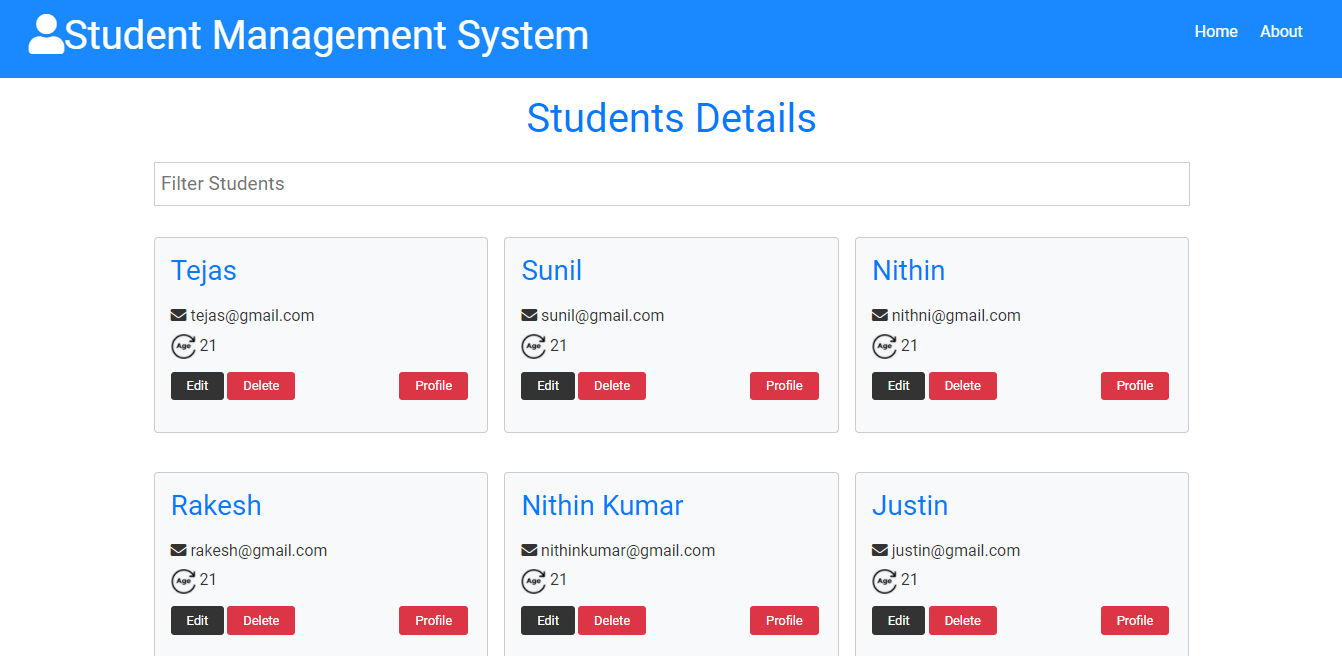 Student Management System
Home About
Students Details
Filter Students
Tejas
tejas@gmail.com
Age 21
Edit Delete Profile
Sunil
sunil@gmail.com
Age 21
Edit Delete Profile
Nithin
nithni@gmail.com
Age 21
Edit Delete Profile
Rakesh
rakesh@gmail.com
Age 21
Edit Delete Profile
Nithin Kumar
nithinkumar@gmail.com
Age 21
Edit Delete Profile
Justin
justin@gmail.com
Age 21
Edit Delete Profile